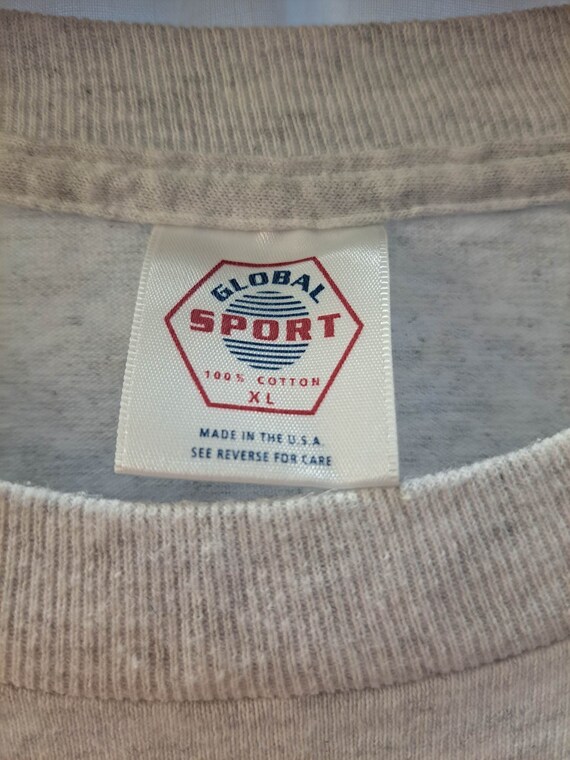 GLOBAL
SPORT
100% COTTON
XL
MADE IN THE U.S.A.
SEE REVERSE FOR CARE